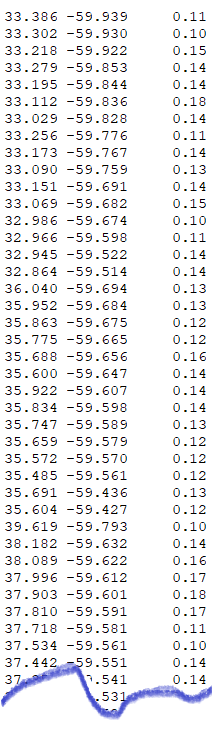 33.386 -59.939 0.11
33.302 -59.930 0.10
33.218 -59.922 0.15
33.279 -59.853 0.14
33.195 -59.844 0.14
33.112 -59.836 0.18
33.029 -59.828 0.14
33.256 -59.776 0.11
33.173 -59.767 0.14
33.090 -59.759 0.13
33.151 -59.691 0.14
33.069 -59.682 0.15
32.986 -59.674 0.10
32.966 -59.598 0.11
32.945 -59.522 0.14
32.864 -59.514 0.14
36.040 -59.694 0.13
35.952 -59.684 0.13
35.863 -59.675 0.12
35.775 -59.665 0.12
35.688 -59.656 0.16
35.600 -59.647 0.14
35.922 -59.607 0.14
35.834 -59.598 0.14
35.747 -59.589 0.13
35.659 -59.579 0.12
35.572 -59.570 0.12
35.485 -59.561 0.12
35.691 -59.436 0.13
35.604 -59.427 0.12
39.619 -59.793 0.10
38.182 -59.632 0.14
38.089 -59.622 0.16
37.996 -59.612 0.17
37.903 -59.601 0.18
37.810 -59.591 0.17
37.718 -59.581 0.11
37.534 -59.561 0.10
37.442 -59.551 0.14
0.14